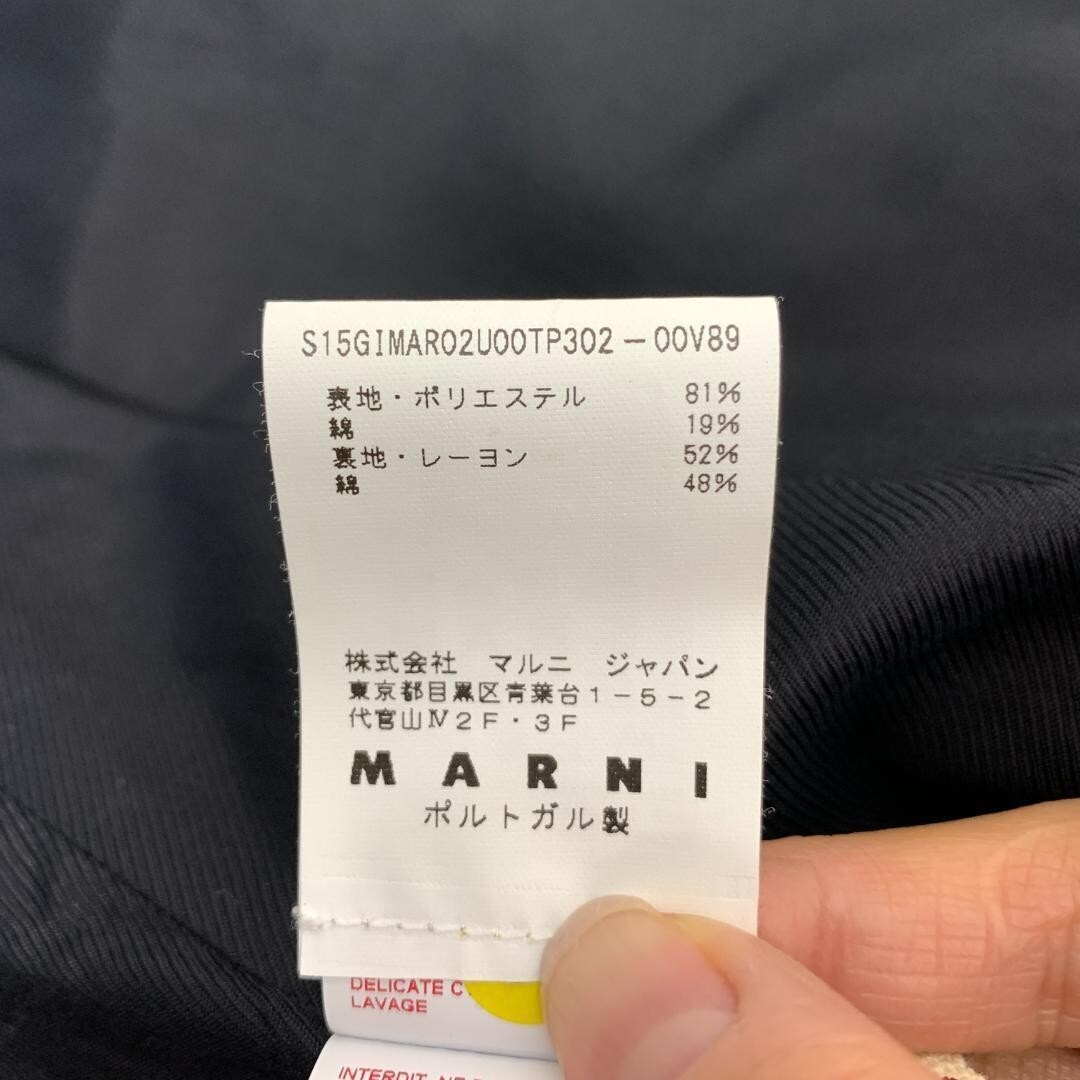 S15GIMAR02U00TP302-00V89
表地・ポリエステル 81%
綿 19%
裏地・レーヨン 52%
綿 48%
株式会社 マルニ ジャパン
東京都目黒区青葉台1-5-2
代官山Ⅳ2F・3F
MARNI
ポルトガル製
DELICATE
LAVAGE
INTERDIT.